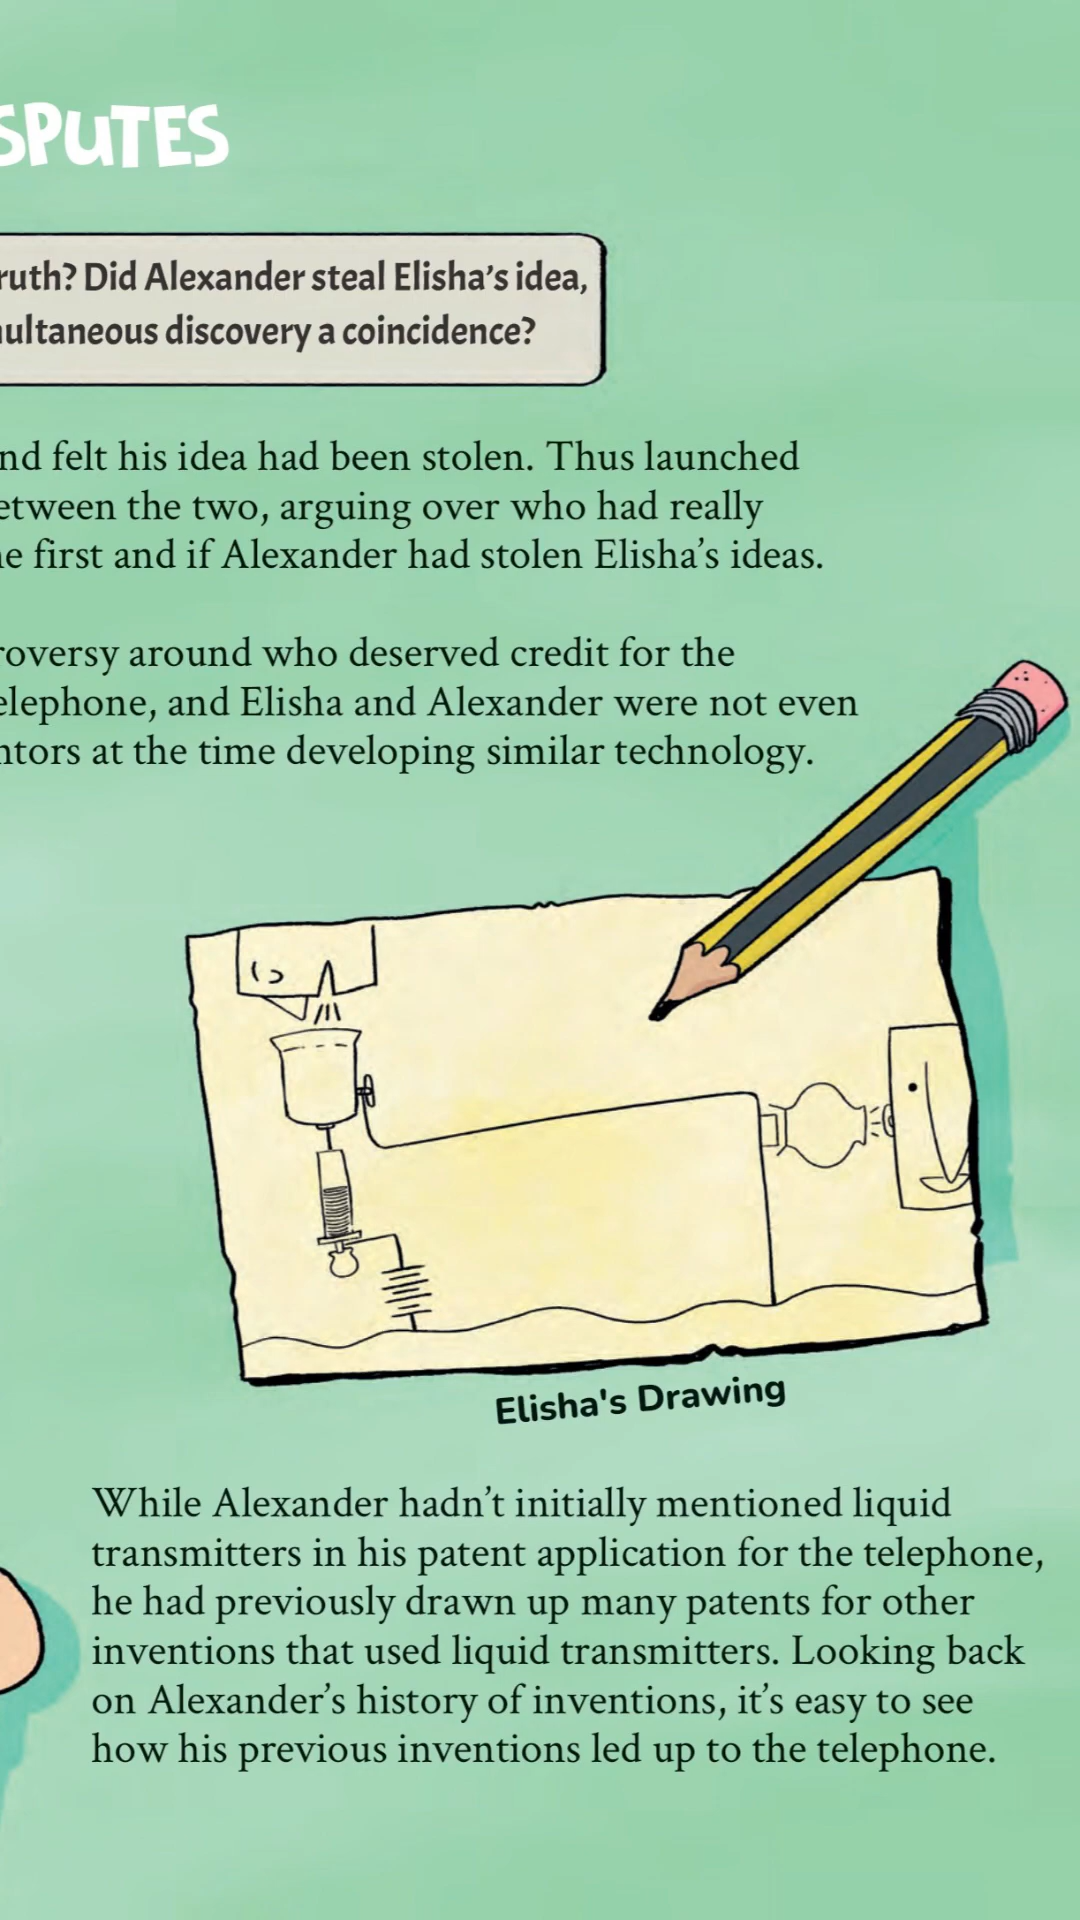 SPUTES
ruth? Did Alexander steal Elisha's idea,
ultaneous discovery a coincidence?
nd felt his idea had been stolen. Thus launched
etween the two, arguing over who had really
e first and if Alexander had stolen Elisha's ideas.
roversy around who deserved credit for the
elephone, and Elisha and Alexander were not even
ntors at the time developing similar technology.
Elisha's Drawing
While Alexander hadn't initially mentioned liquid
transmitters in his patent application for the telephone,
he had previously drawn up many patents for other
inventions that used liquid transmitters. Looking back
on Alexander's history of inventions, it's easy to see
how his previous inventions led up to the telephone.